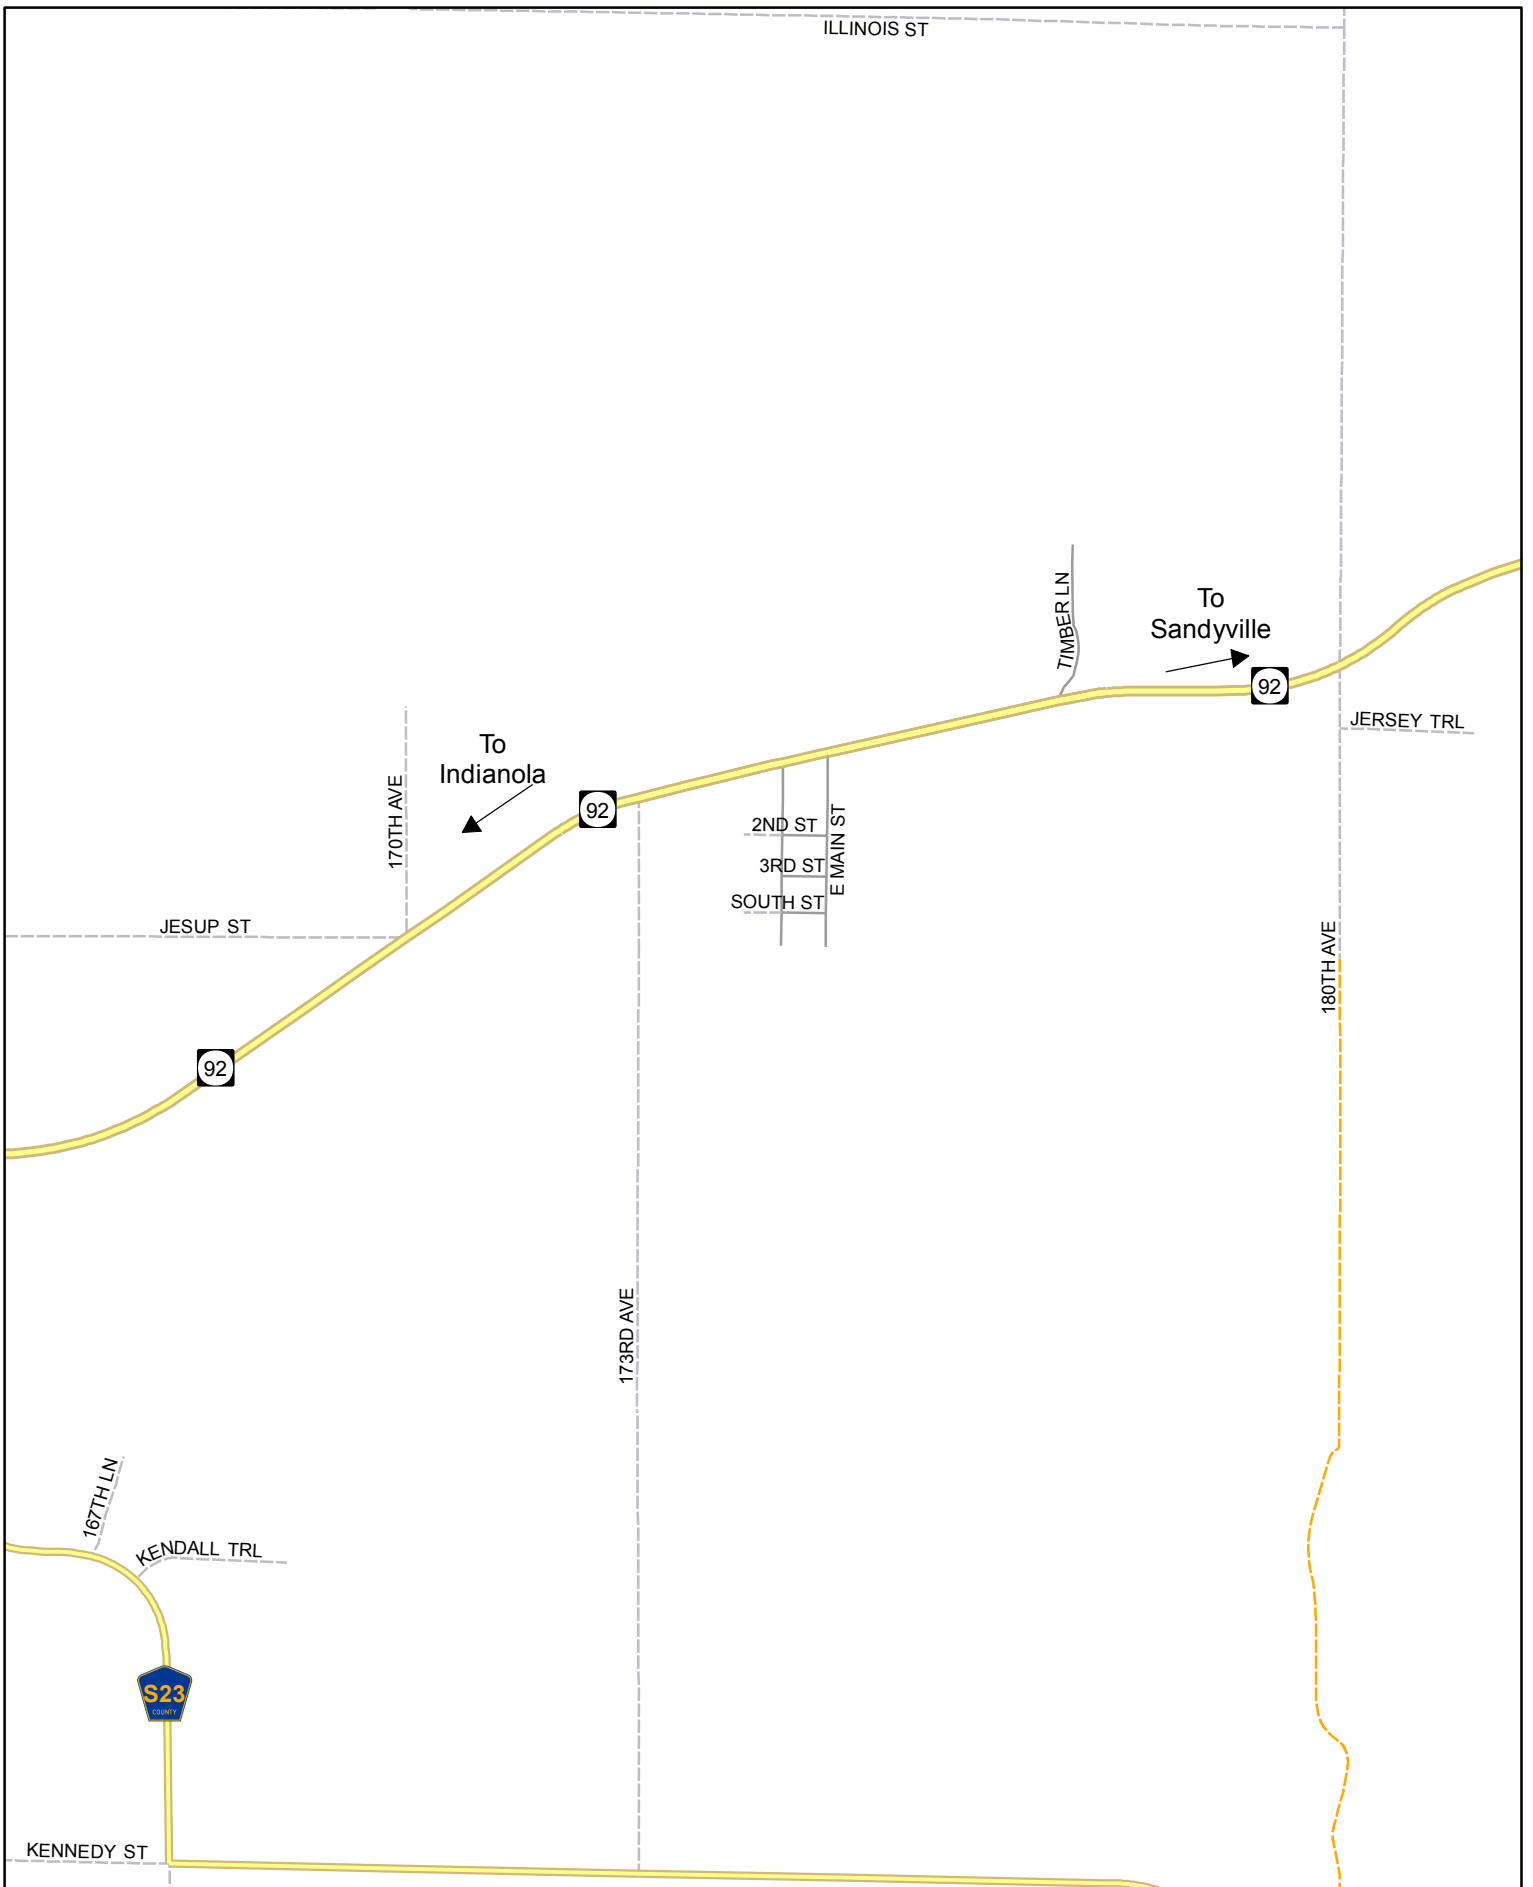 ILLINOIS ST
TIMBER LN
To
Sandyville
92
JERSEY TRL
To
Indianola
92
170TH AVE
2ND ST
E MAIN ST
3RD ST
SOUTH ST
JESUP ST
180TH AVE
92
173RD AVE
167TH LN
KENDALL TRL
S23
COUNTY
KENNEDY ST